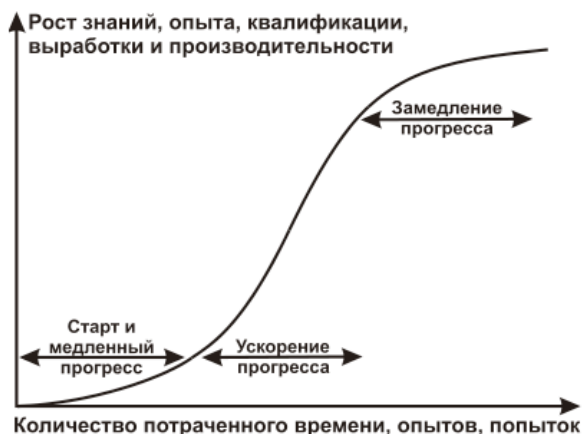 Рост знаний, опыта, квалификации,
выработки и производительности
Замедление
прогресса
Старт и
медленный
прогресс
Ускорение
прогресса
Количество потраченного времени, опытов, попыток